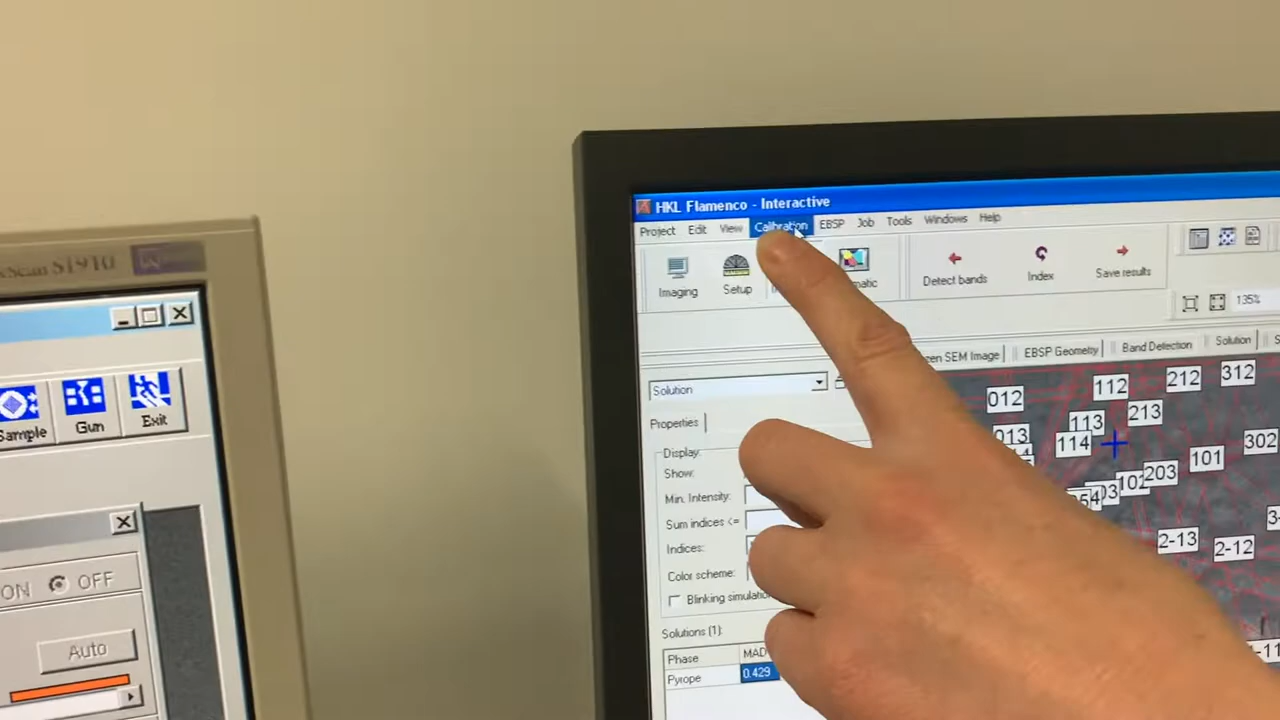 HKL Flamenco - Interactive
Project Edit View Calibration EBSP Job Tools Windows Help
Imaging Setup Detect bands Index Save results
135%
SEM Image EBSP Geometry Band Detection Solution
Solution
Properties
Display:
Show:
Min. Intensity:
Sum indices <=
Indices:
Color scheme:
Blinking
Solutions (1):
Phase MAD
Pyrope 0.429
012 112 212 312
113 213
013 114 302
101
203
102
2-13 2-12
S1910
Sample Gun Exit
ON OFF
Auto